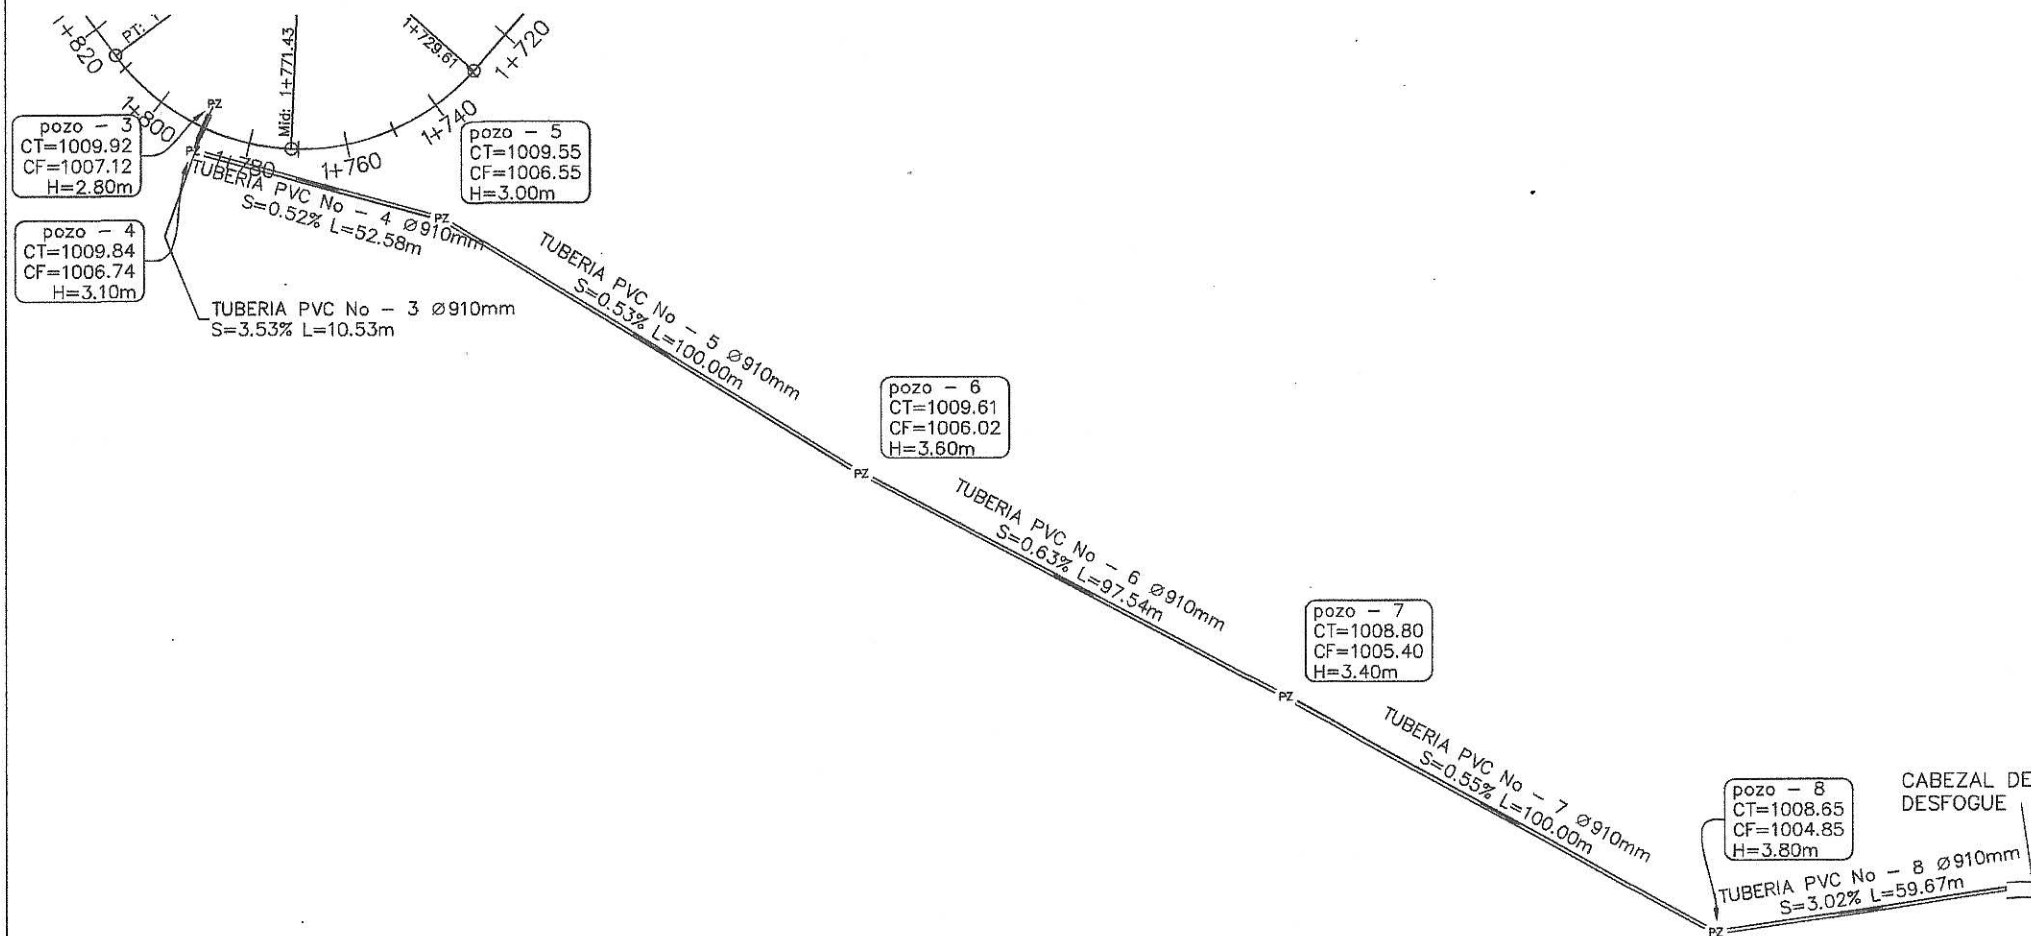 1+820
PT:
Mid: 1+771.43
1+729.61
1+720
1+800
1+780
1+760
1+740
PZ
pozo - 3
CT=1009.92
CF=1007.12
H=2.80m
PZ
pozo - 4
CT=1009.84
CF=1006.74
H=3.10m
TUBERIA PVC No - 3 Ø910mm
S=3.53% L=10.53m
TUBERIA PVC No - 4 Ø910mm
S=0.52% L=52.58m
pozo - 5
CT=1009.55
CF=1006.55
H=3.00m
PZ
TUBERIA PVC No - 5 Ø910mm
S=0.53% L=100.00m
pozo - 6
CT=1009.61
CF=1006.02
H=3.60m
PZ
TUBERIA PVC No - 6 Ø910mm
S=0.63% L=97.54m
pozo - 7
CT=1008.80
CF=1005.40
H=3.40m
PZ
TUBERIA PVC No - 7 Ø910mm
S=0.55% L=100.00m
pozo - 8
CT=1008.65
CF=1004.85
H=3.80m
PZ
CABEZAL DE
DESFOGUE
TUBERIA PVC No - 8 Ø910mm
S=3.02% L=59.67m